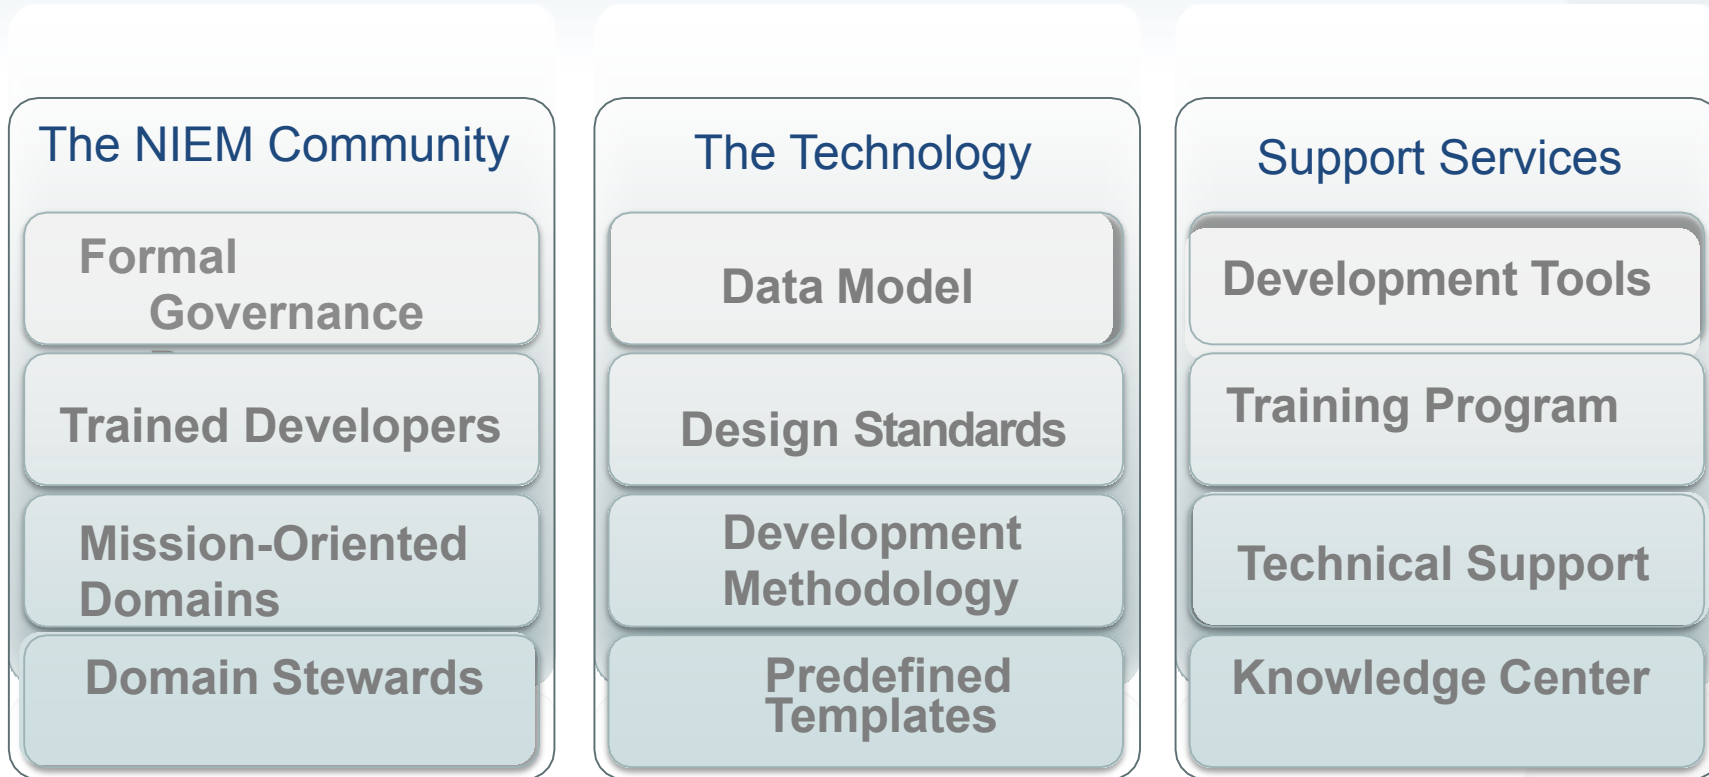 The NIEM Community
Formal
Governance
Trained Developers
Mission-Oriented
Domains
Domain Stewards
The Technology
Data Model
Design Standards
Development
Methodology
Predefined
Templates
Support Services
Development Tools
Training Program
Technical Support
Knowledge Center